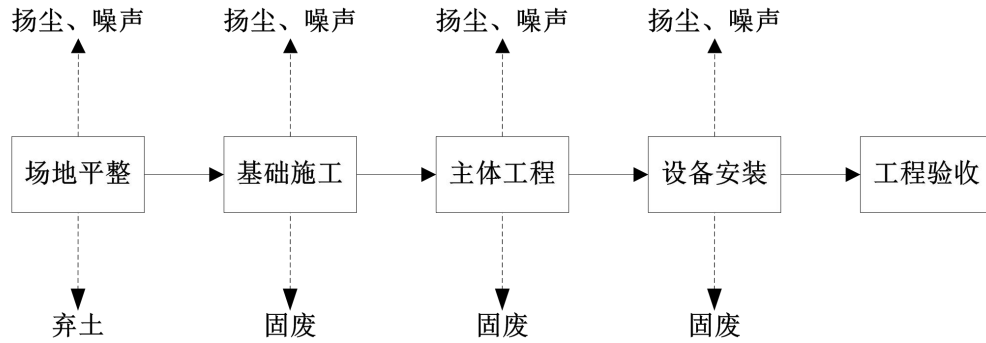 扬尘、噪声 扬尘、噪声 扬尘、噪声 扬尘、噪声
场地平整 基础施工 主体工程 设备安装 工程验收
弃土 固废 固废 固废